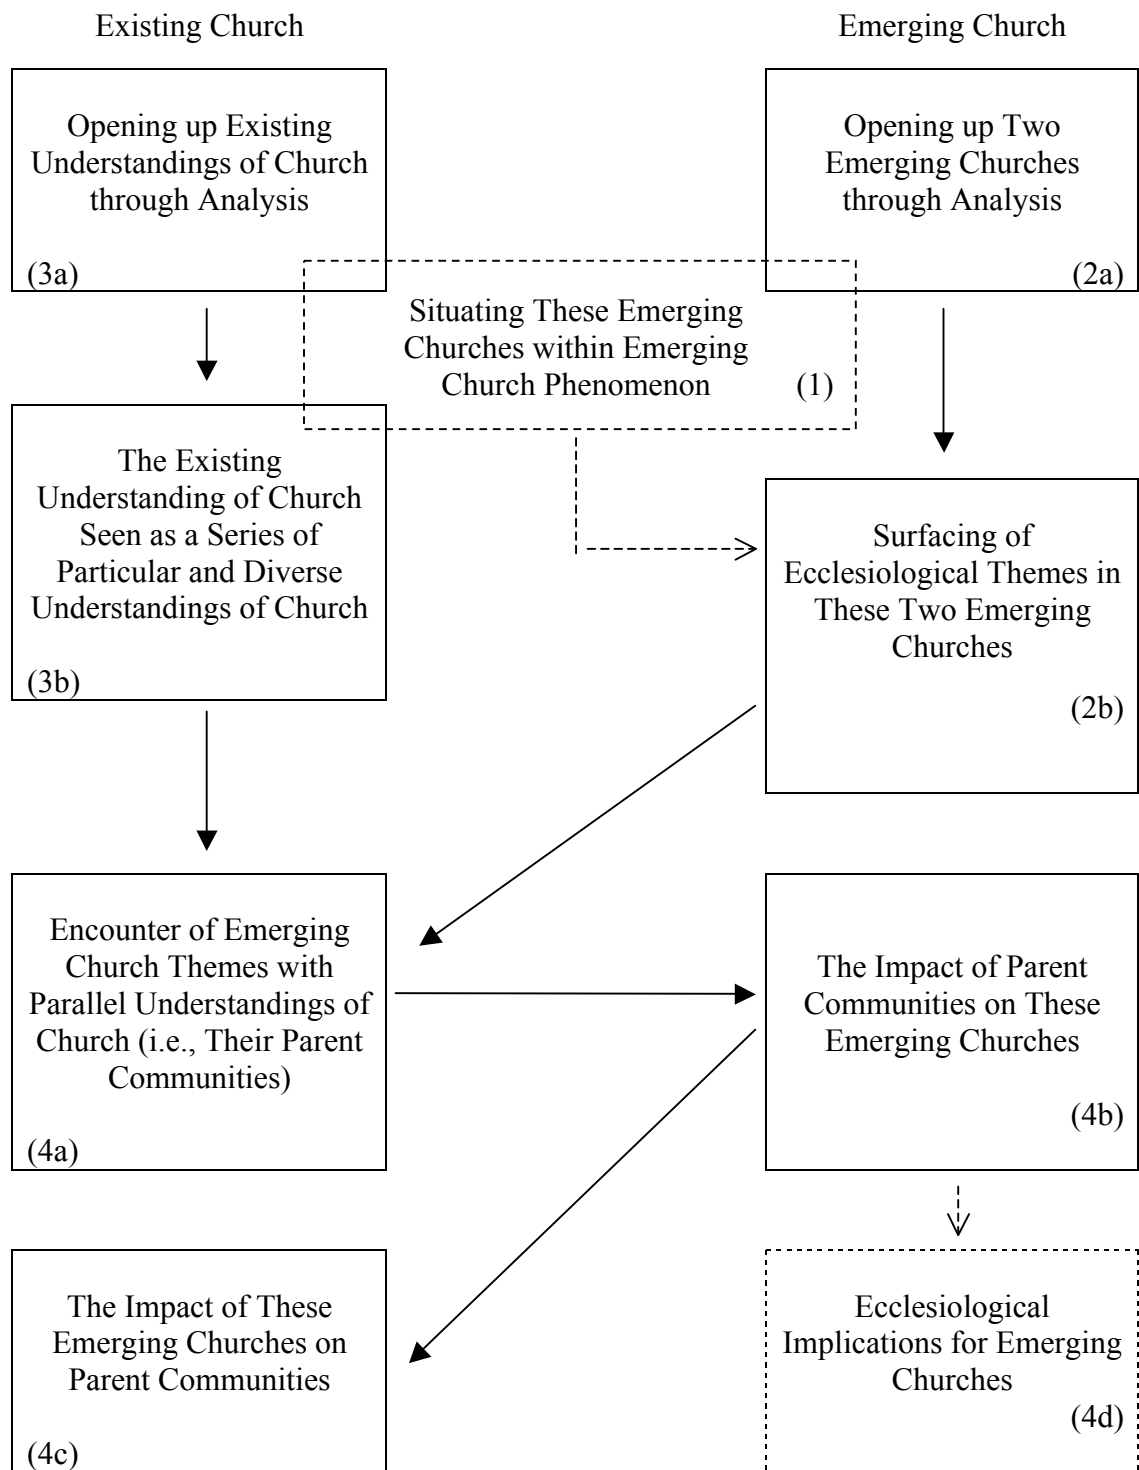 Existing Church
Emerging Church
Opening up Existing
Understandings of Church
through Analysis
(3a)
Opening up Two
Emerging Churches
through Analysis
(2a)
Situating These Emerging
Churches within Emerging
Church Phenomenon
(1)
The Existing
Understanding of Church
Seen as a Series of
Particular and Diverse
Understandings of Church
(3b)
Surfacing of
Ecclesiological Themes in
These Two Emerging
Churches
(2b)
Encounter of Emerging
Church Themes with
Parallel Understandings of
Church (i.e., Their Parent
Communities)
(4a)
The Impact of Parent
Communities on These
Emerging Churches
(4b)
The Impact of These
Emerging Churches on
Parent Communities
(4c)
Ecclesiological
Implications for Emerging
Churches
(4d)